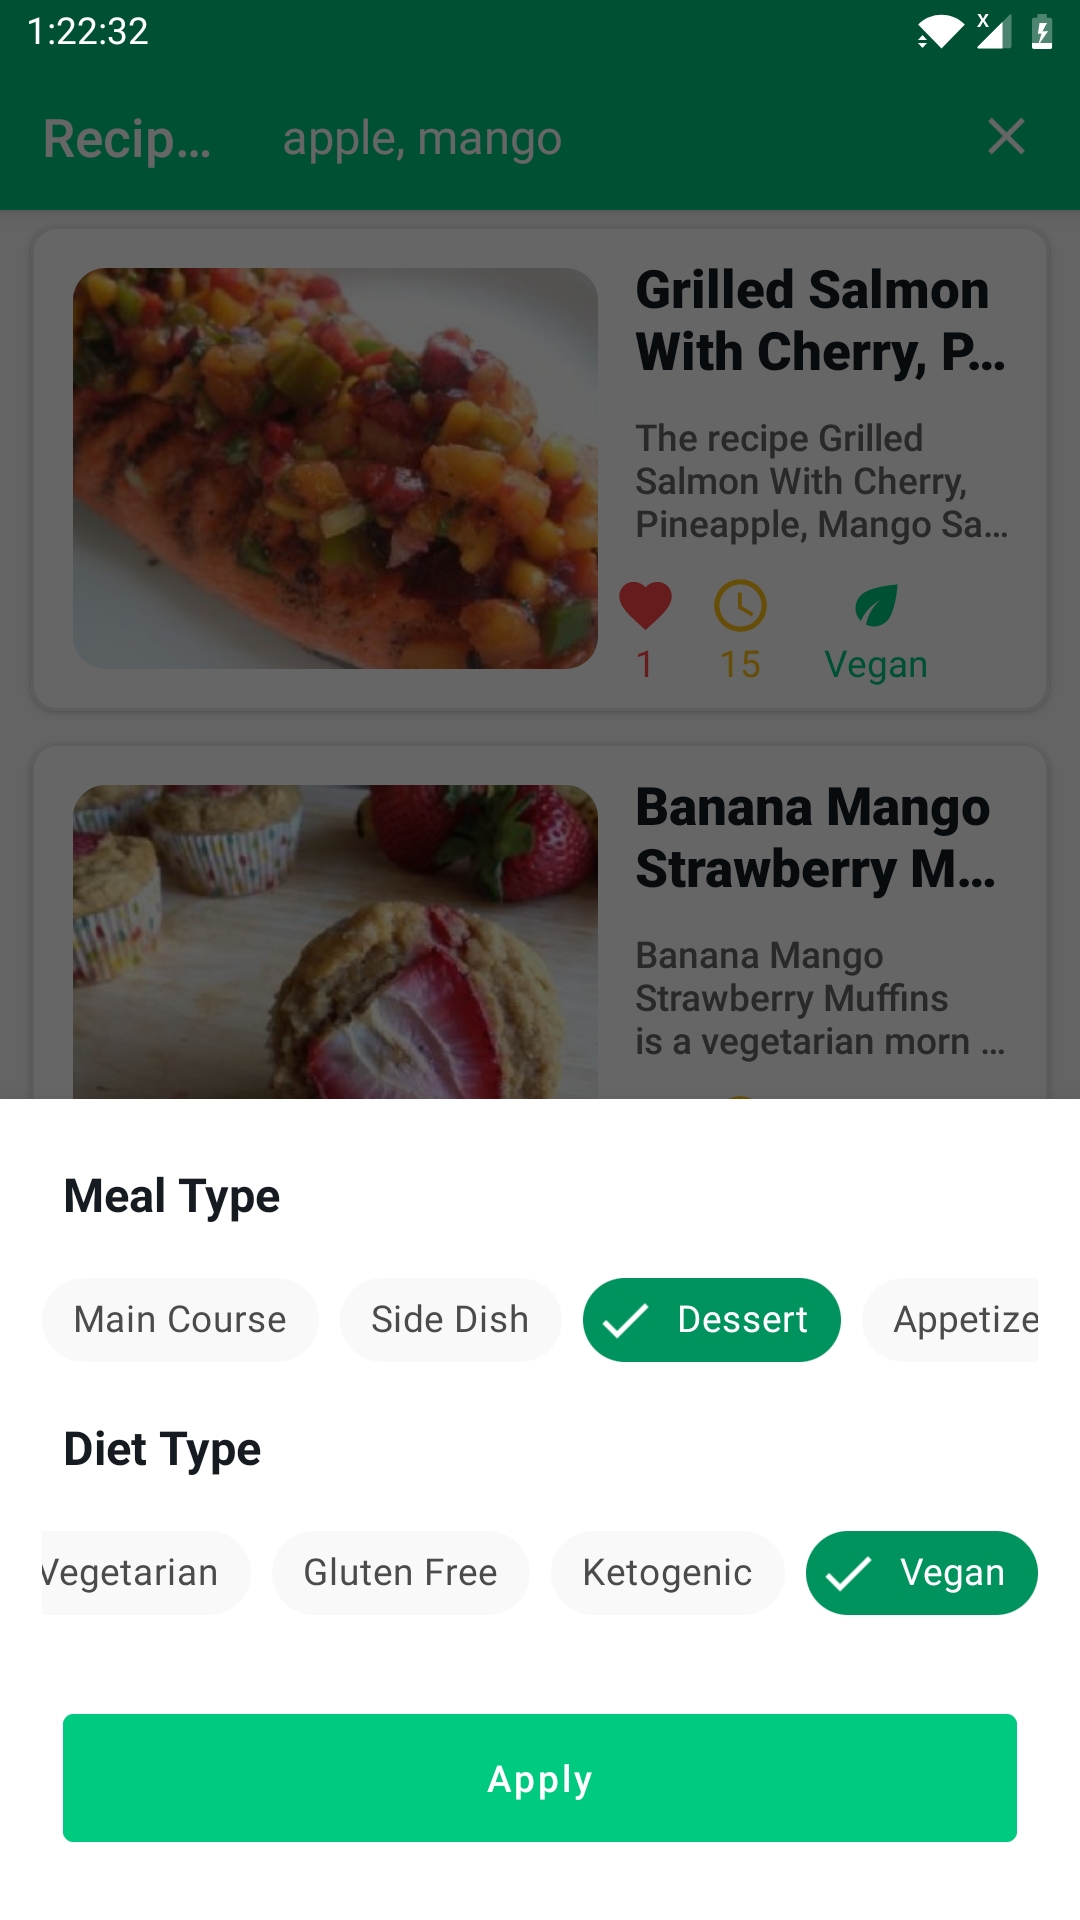 1:22:32
Recip... apple, mango
Grilled Salmon
With Cherry, P...
The recipe Grilled
Salmon With Cherry,
Pineapple, Mango Sa...
1 15 Vegan
Banana Mango
Strawberry M...
Banana Mango
Strawberry Muffins
is a vegetarian morn ...
Meal Type
Main Course Side Dish Dessert Appetize
Diet Type
Vegetarian Gluten Free Ketogenic Vegan
Apply